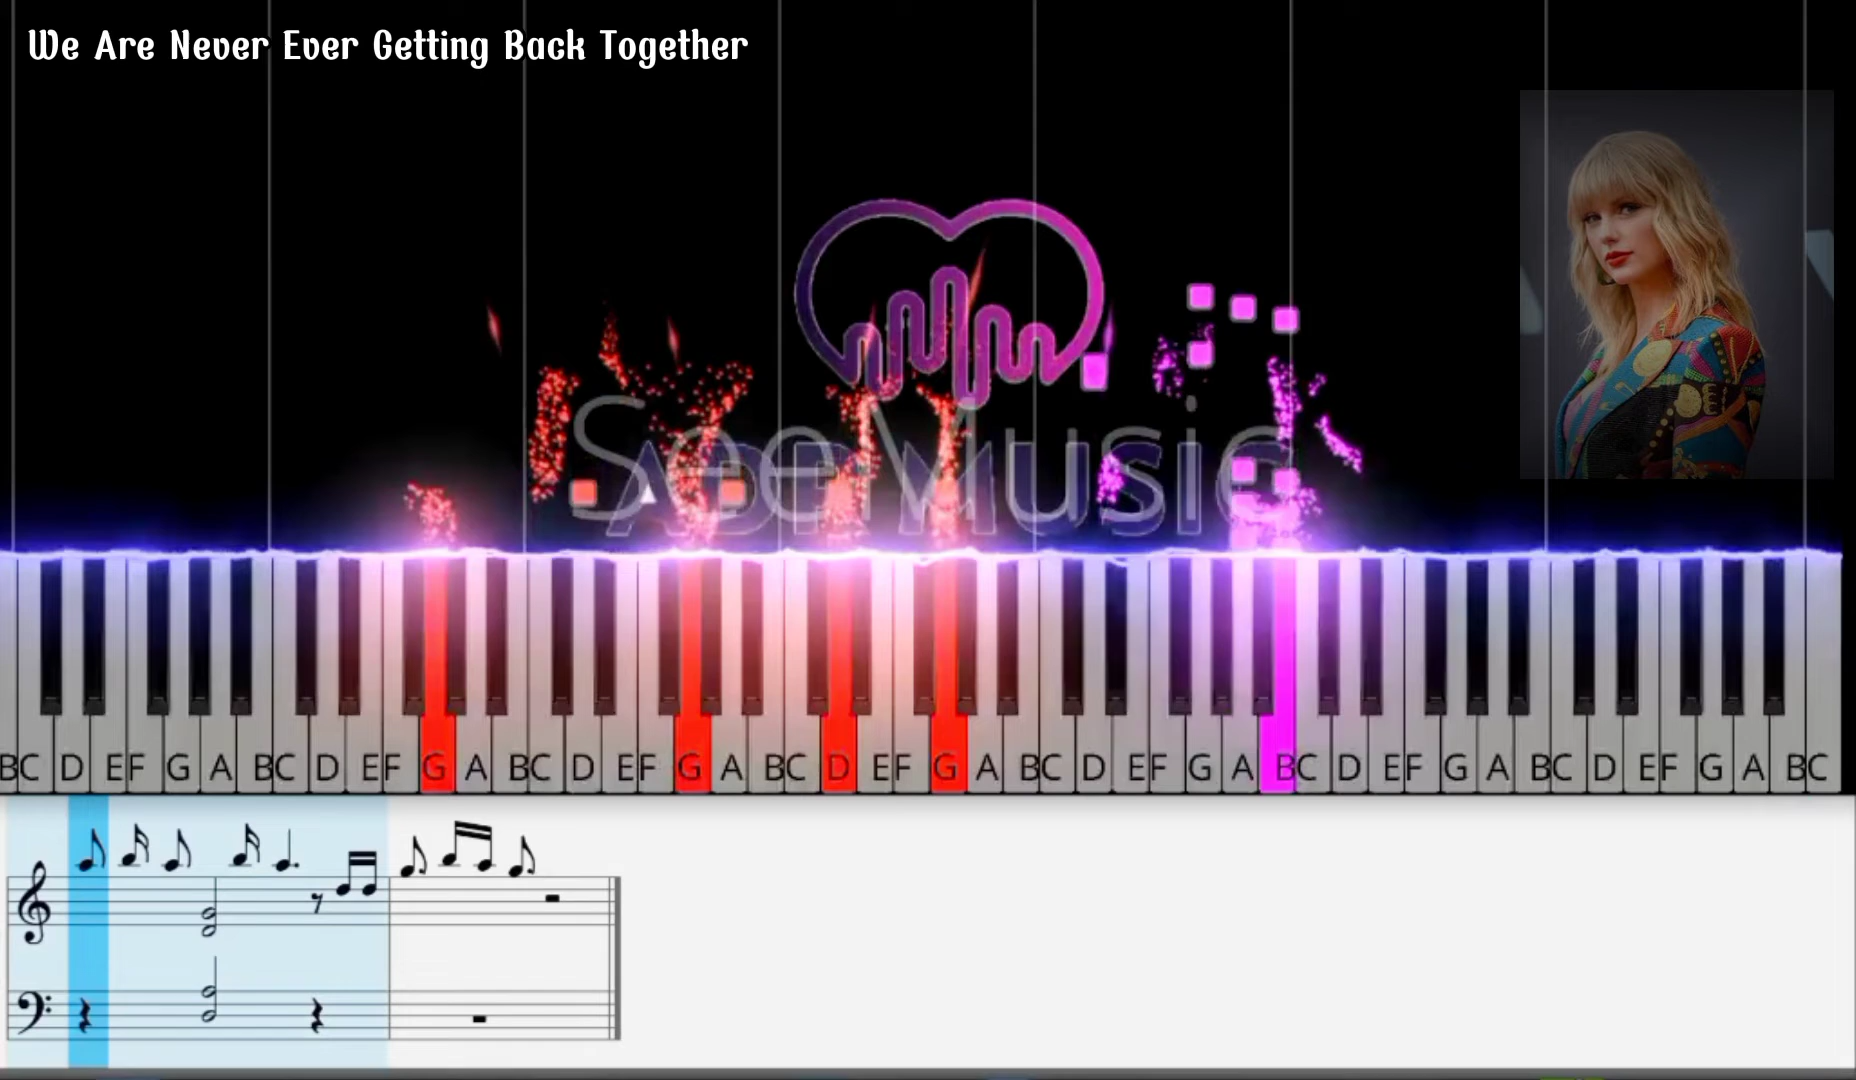 We Are Never Ever Getting Back Together
SeeMusic
BC D EF G A BC D EF G A BC D EF G A BC D EF G A BC D EF G A BC D EF G A BC D EF G A BC